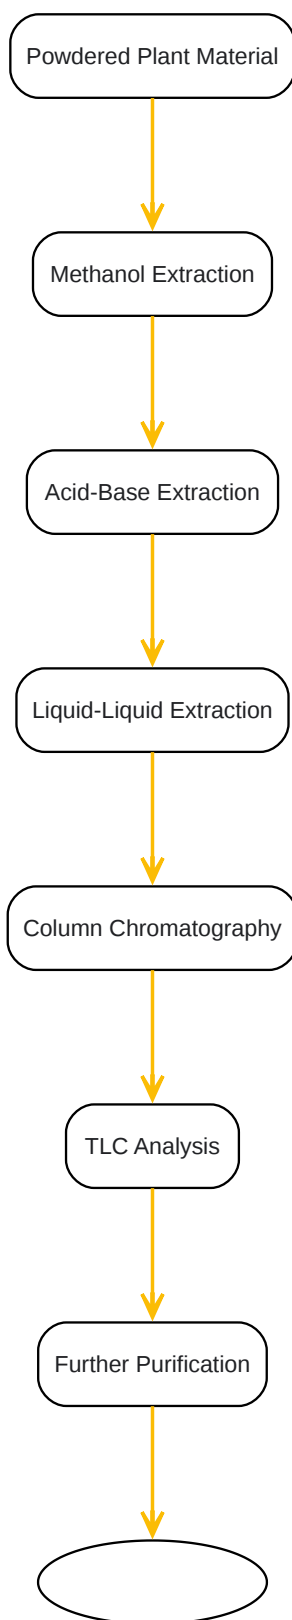 Powdered Plant Material
Methanol Extraction
Acid-Base Extraction
Liquid-Liquid Extraction
Column Chromatography
TLC Analysis
Further Purification